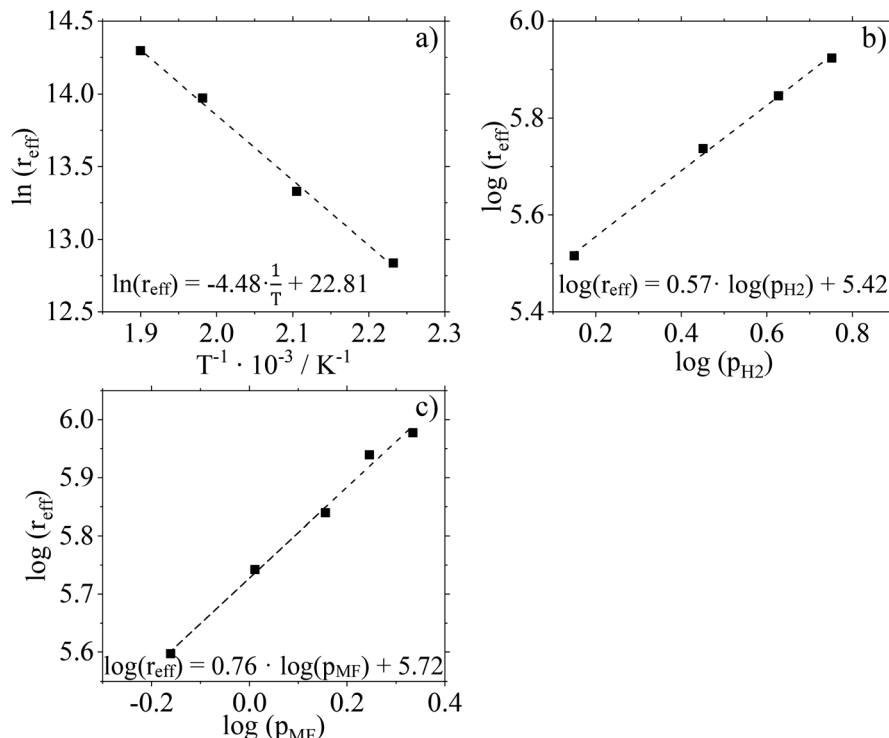 a)
14.5
14.0
13.5
13.0
12.5
ln (r_eff)
ln(r_eff) = -4.48·1/T + 22.81
1.9 2.0 2.1 2.2 2.3
T⁻¹ · 10⁻³ / K⁻¹
b)
6.0
5.8
5.6
5.4
log (r_eff)
log(r_eff) = 0.57· log(p_H2) + 5.42
0.2 0.4 0.6 0.8
log (p_H2)
c)
6.0
5.9
5.8
5.7
5.6
log (r_eff)
log(r_eff) = 0.76 · log(p_MF) + 5.72
-0.2 0.0 0.2 0.4
log (p_MF)